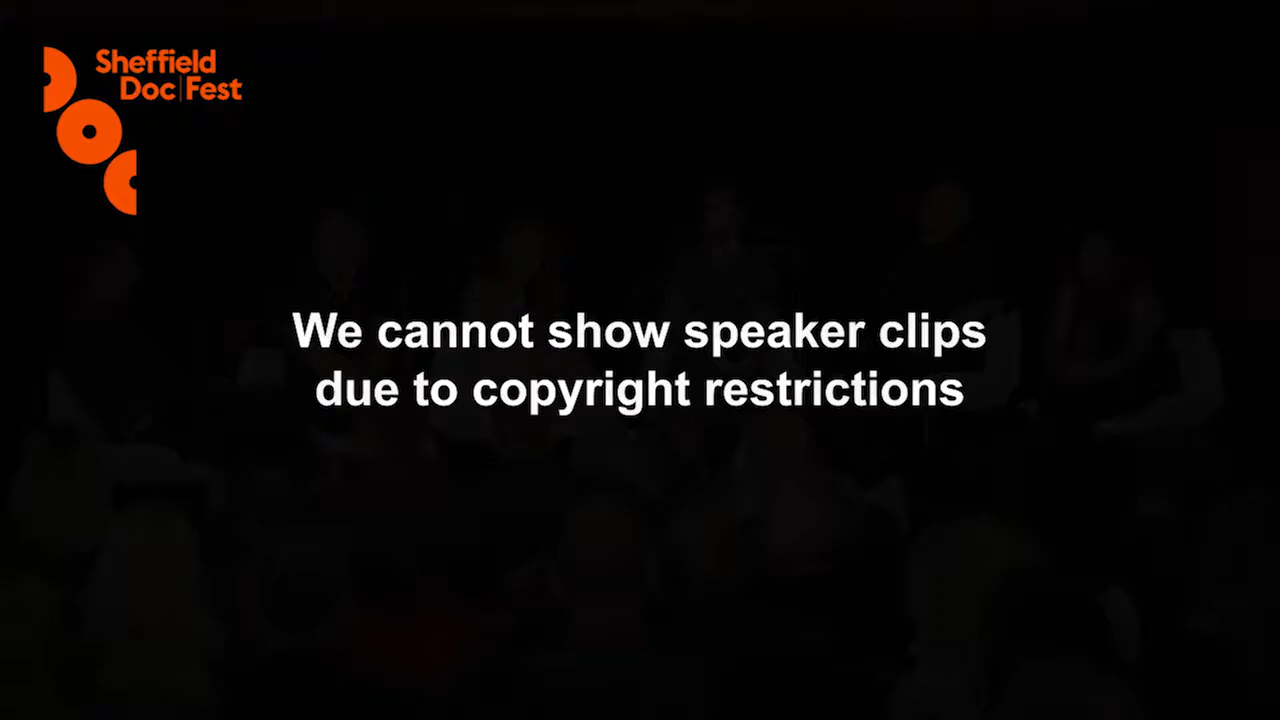 Sheffield
Doc|Fest
We cannot show speaker clips
due to copyright restrictions